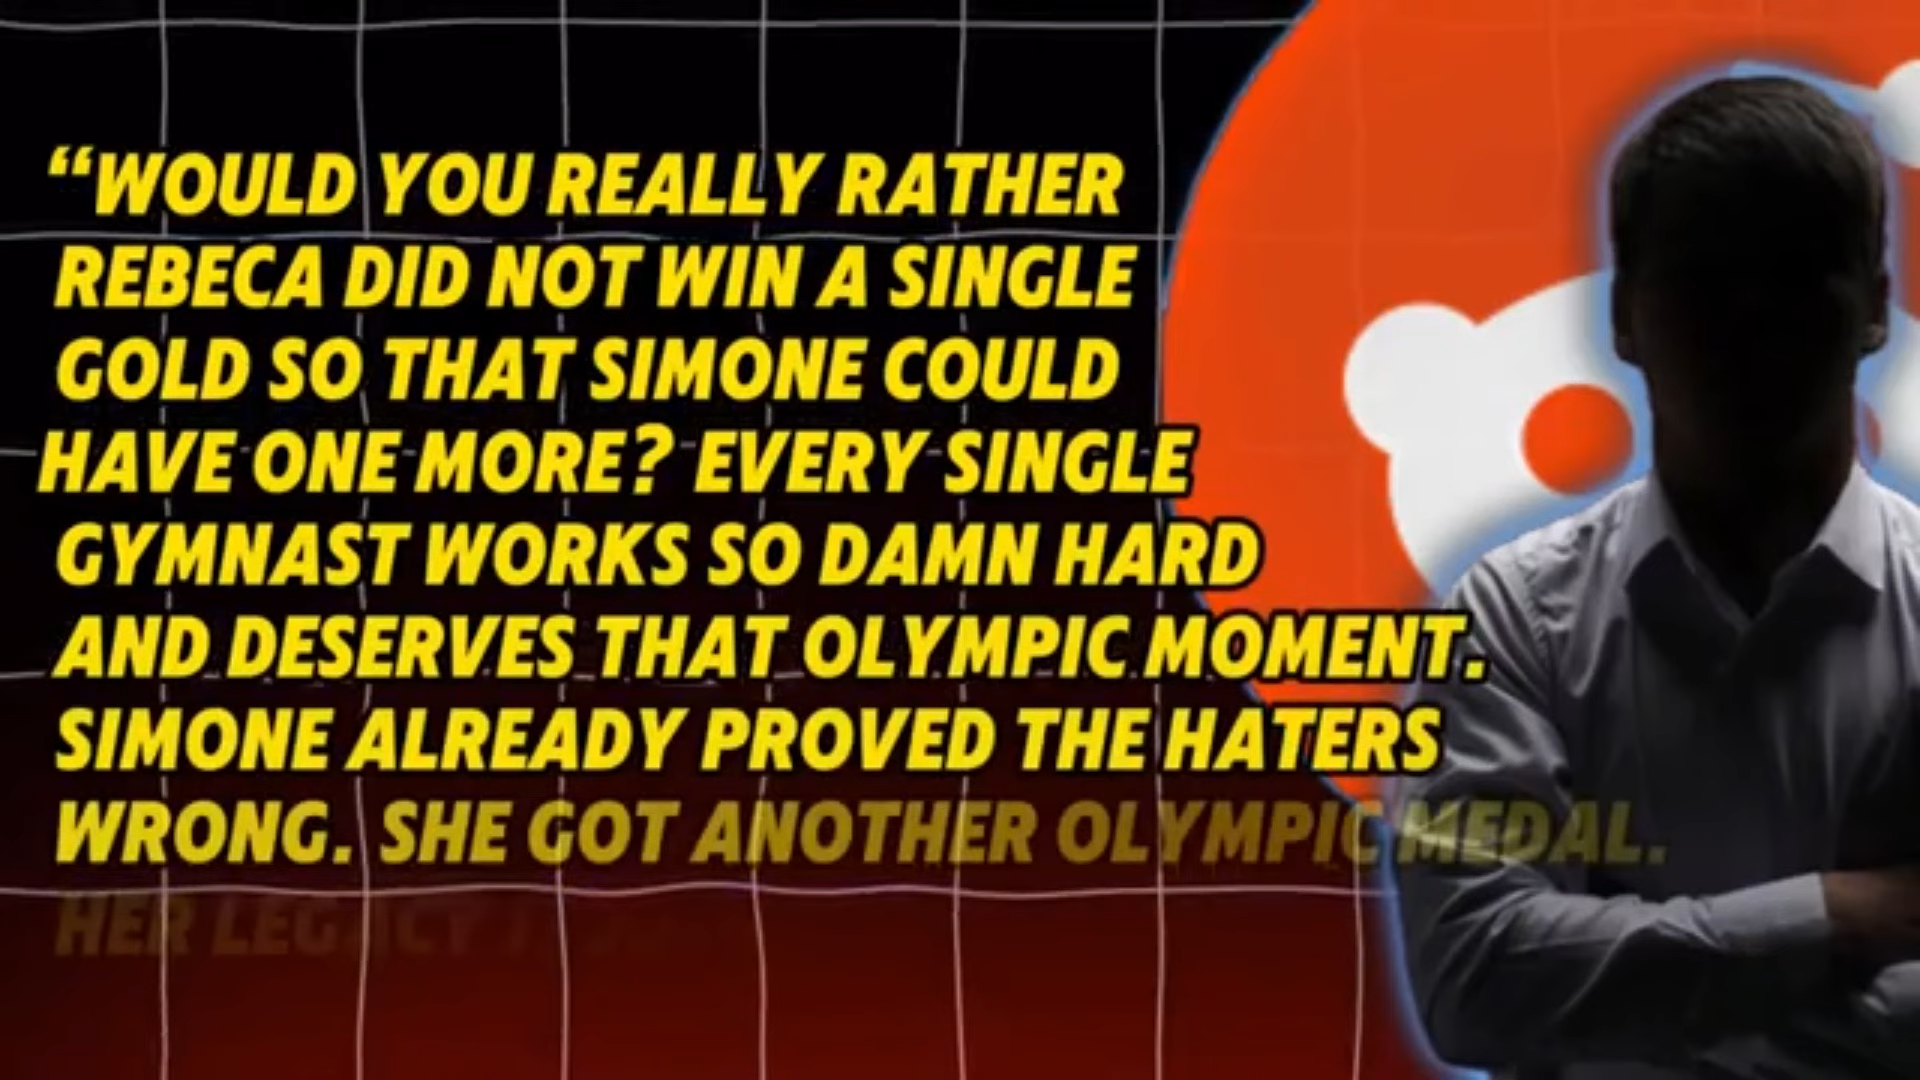 “WOULD YOU REALLY RATHER
REBECA DID NOT WIN A SINGLE
GOLD SO THAT SIMONE COULD
HAVE ONE MORE? EVERY SINGLE
GYMNAST WORKS SO DAMN HARD
AND DESERVES THAT OLYMPIC MOMENT.
SIMONE ALREADY PROVED THE HATERS
WRONG. SHE GOT ANOTHER OLYMPIC MEDAL.
HER LEGACY